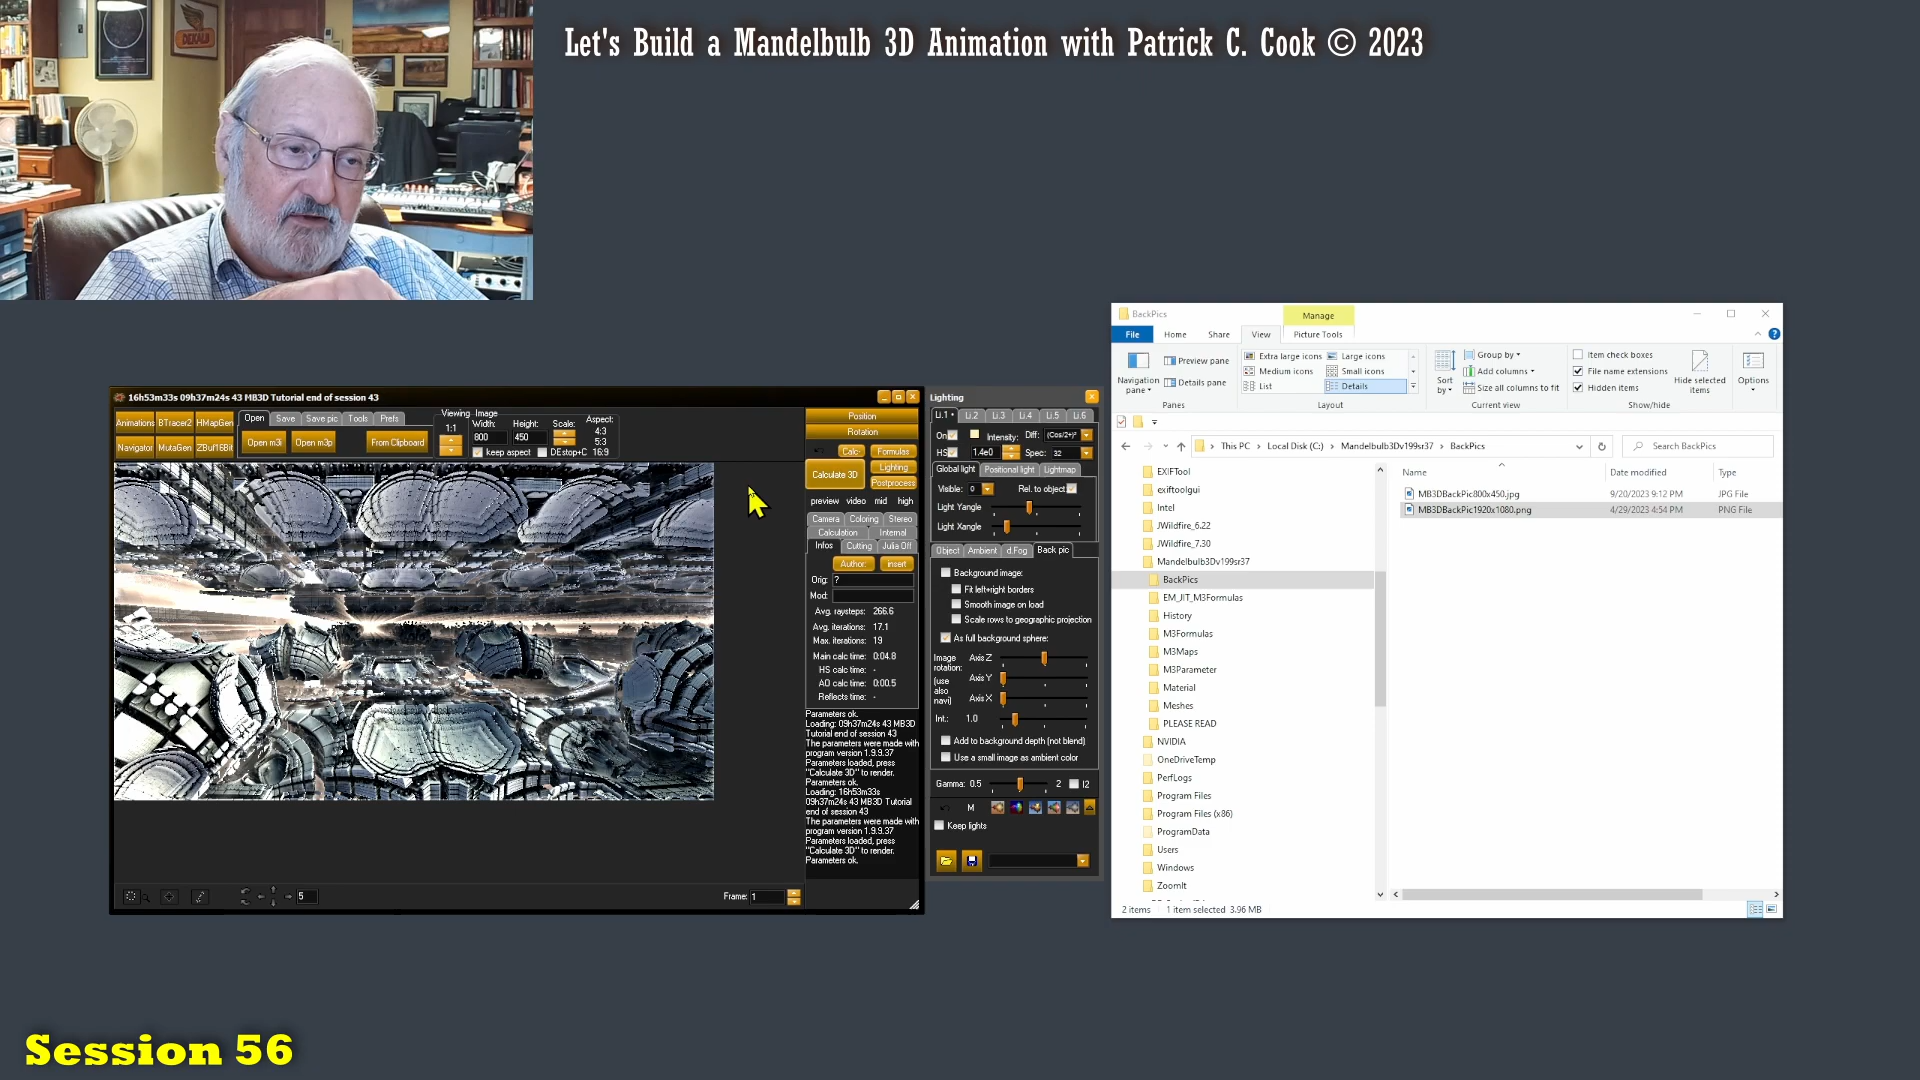 Let's Build a Mandelbulb 3D Animation with Patrick C. Cook © 2023
DEKALB
16h53m33s 09h37m24s 43 MB3D Tutorial end of session 43
Animations BTracer2 HMapGen
Navigator MutaGen ZBuf16Bit
Open Save Save pic Tools Prefs
Open m3i Open m3p From Clipboard
Viewing Image
1:1 Width: Height: Scale: Aspect:
800 450
4:3
5:3
keep aspect DEstop+C 16:9
Position
Rotation
Calc Formulas
Calculate 3D Lighting
Postprocess
preview video mid high
Camera Coloring Stereo
Calculation Internal
Infos Cutting Julia Off
Author: insert
Orig: ?
Mod:
Avg. raysteps: 266.6
Avg. iterations: 17.1
Max. iterations: 19
Main calc time: 0:04.8
HS calc time: -
AO calc time: 0:00.5
Reflects time: -
Parameters ok.
Loading: 09h37m24s 43 MB3D
Tutorial end of session 43
The parameters were made with
program version 1.9.9.37
Parameters loaded, press
"Calculate 3D" to render.
Parameters ok.
Loading: 16h53m33s
09h37m24s 43 MB3D Tutorial
end of session 43
The parameters were made with
program version 1.9.9.37
Parameters loaded, press
"Calculate 3D" to render.
Parameters ok.
5
Frame: 1
Lighting
Li.1 Li.2 Li.3 Li.4 Li.5 Li.6
On Intensity: Diff: (Cos/2+)²
HS 1.4e0 Spec: 32
Global light Positional light Lightmap
Visible: 0 Rel. to object
Light Yangle
Light Xangle
Object Ambient d.Fog Back pic
Background image:
Fit left+right borders
Smooth image on load
Scale rows to geographic projection
As full background sphere:
Image rotation: (use also navi)
Axis Z
Axis Y
Axis X
Int.: 1.0
Add to background depth (not blend)
Use a small image as ambient color
Gamma: 0.5 2 I2
M
Keep lights
BackPics
Manage
File Home Share View Picture Tools
Navigation pane
Preview pane
Details pane
Panes
Extra large icons Large icons
Medium icons Small icons
List Details
Layout
Sort by
Group by
Add columns
Size all columns to fit
Current view
Item check boxes
File name extensions
Hidden items
Hide selected items
Show/hide
Options
This PC > Local Disk (C:) > Mandelbulb3Dv199sr37 > BackPics
Search BackPics
EXIFTool
exiftoolgui
Intel
JWildfire_6.22
JWildfire_7.30
Mandelbulb3Dv199sr37
BackPics
EM_JIT_M3Formulas
History
M3Formulas
M3Maps
M3Parameter
Material
Meshes
PLEASE READ
NVIDIA
OneDriveTemp
PerfLogs
Program Files
Program Files (x86)
ProgramData
Users
Windows
ZoomIt
Name Date modified Type
MB3DBackPic800x450.jpg 9/20/2023 9:12 PM JPG File
MB3DBackPic1920x1080.png 4/29/2023 4:54 PM PNG File
2 items 1 item selected 3.96 MB
Session 56